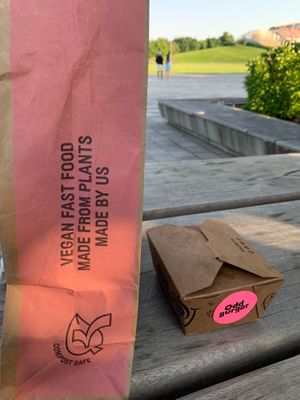 VEGAN FAST FOOD
MADE FROM PLANTS
MADE BY US
COMPOST SAFE
Odd
Burger